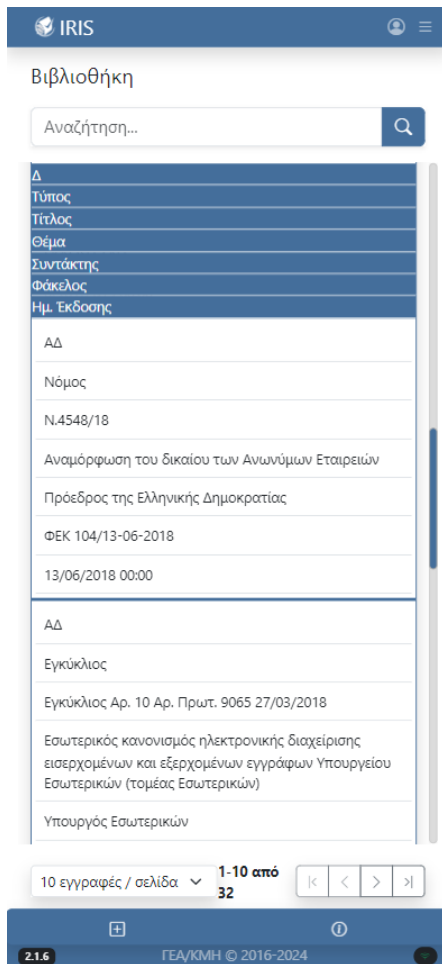 IRIS
Βιβλιοθήκη
Αναζήτηση...
Δ
Τύπος
Τίτλος
Θέμα
Συντάκτης
Φάκελος
Ημ. Έκδοσης
ΑΔ
Νόμος
Ν.4548/18
Αναμόρφωση του δικαίου των Ανωνύμων Εταιρειών
Πρόεδρος της Ελληνικής Δημοκρατίας
ΦΕΚ 104/13-06-2018
13/06/2018 00:00
ΑΔ
Εγκύκλιος
Εγκύκλιος Αρ. 10 Αρ. Πρωτ. 9065 27/03/2018
Εσωτερικός κανονισμός ηλεκτρονικής διαχείρισης
εισερχομένων και εξερχομένων εγγράφων Υπουργείου
Εσωτερικών (τομέας Εσωτερικών)
Υπουργός Εσωτερικών
10 εγγραφές / σελίδα
1-10 από
32
2.1.6
ΓΕΑ/ΚΜΗ © 2016-2024